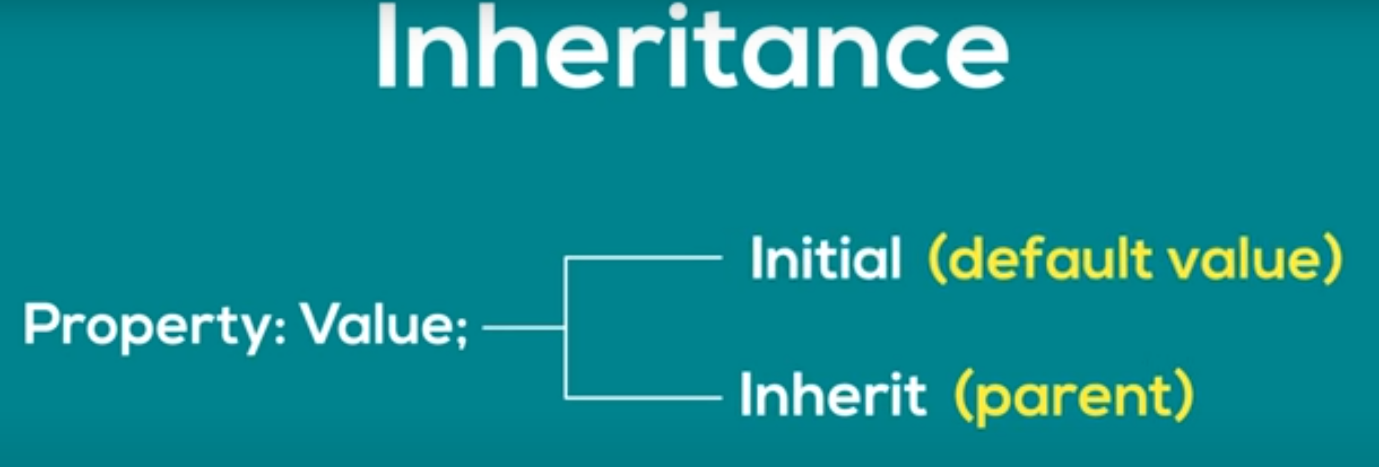 Inheritance
Initial (default value)
Property: Value;
Inherit (parent)